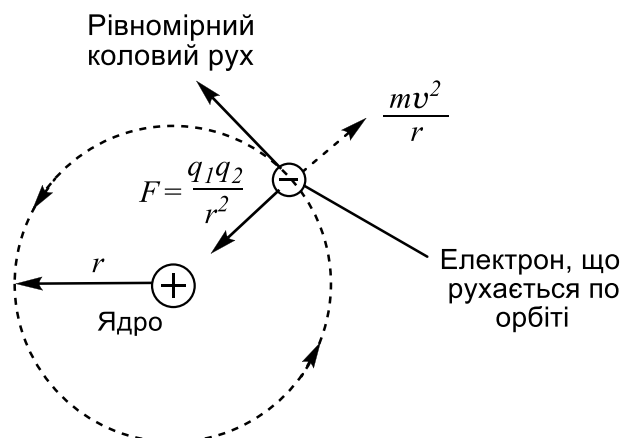 Рівномірний
коловий рух
mv²
r
F = q₁q₂
r²
r
Ядро
Електрон, що
рухається по
орбіті